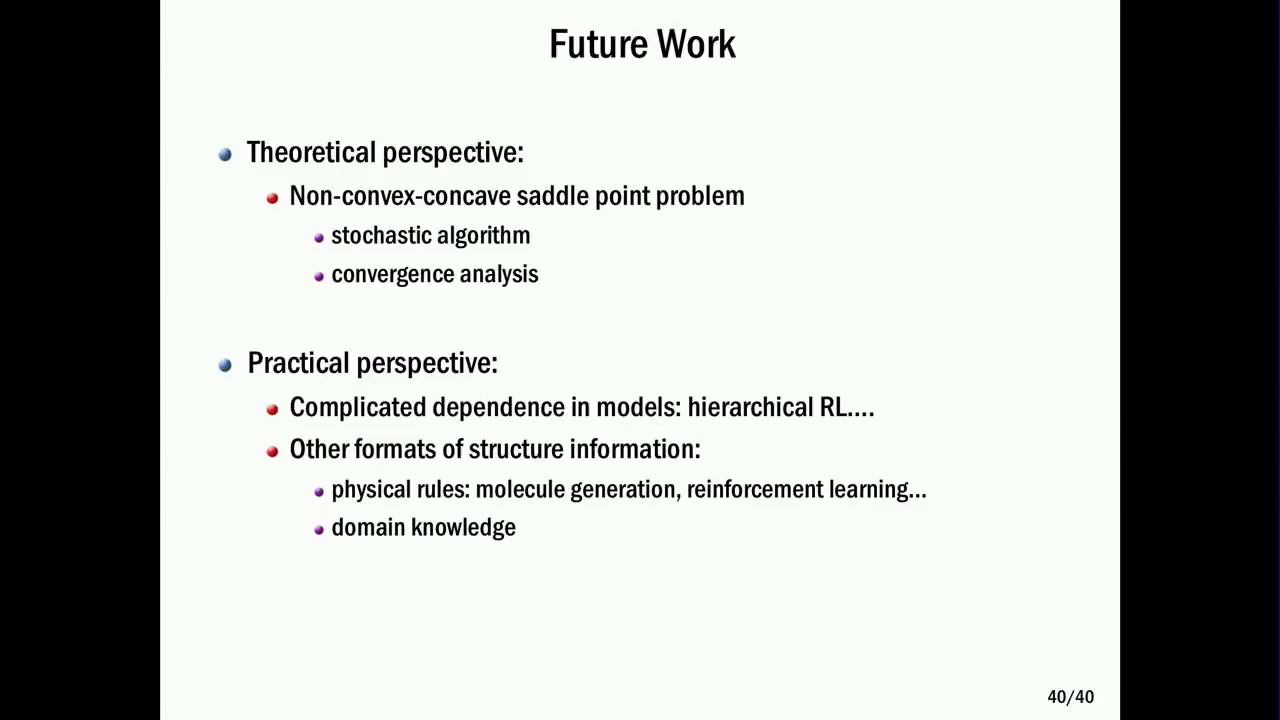 Future Work
Theoretical perspective:
Non-convex-concave saddle point problem
stochastic algorithm
convergence analysis
Practical perspective:
Complicated dependence in models: hierarchical RL....
Other formats of structure information:
physical rules: molecule generation, reinforcement learning...
domain knowledge
40/40